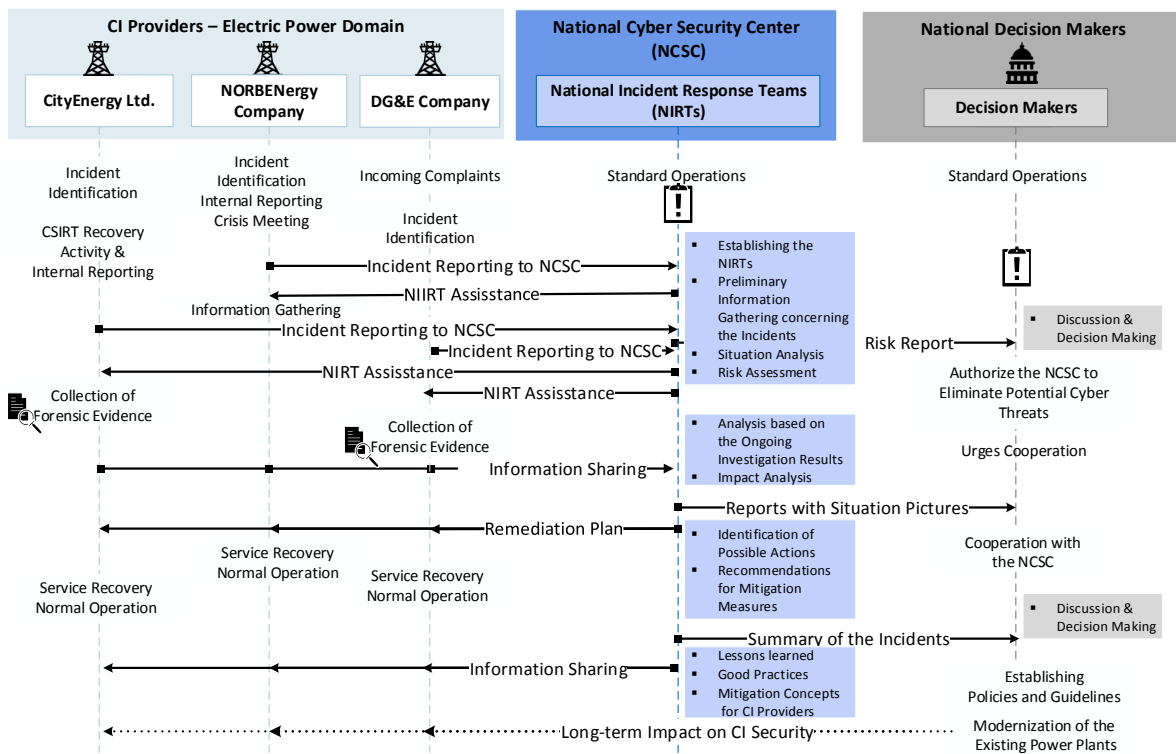 CI Providers – Electric Power Domain
National Cyber Security Center
(NCSC)
National Decision Makers
CityEnergy Ltd.
NORBENergy
Company
DG&E Company
National Incident Response Teams
(NIRTs)
Decision Makers
Incident
Identification
Incident
Identification
Internal Reporting
Crisis Meeting
Incoming Complaints
Standard Operations
Standard Operations
CSIRT Recovery
Activity &
Internal Reporting
Incident
Identification
Incident Reporting to NCSC
▪ Establishing the
NIRTs
▪ Preliminary
Information
Gathering concerning
the Incidents
▪ Situation Analysis
▪ Risk Assessment
NIIRT Assisstance
Information Gathering
Incident Reporting to NCSC
Incident Reporting to NCSC
Risk Report
▪ Discussion &
Decision Making
NIRT Assisstance
NIRT Assisstance
Authorize the NCSC to
Eliminate Potential Cyber
Threats
Collection of
Forensic Evidence
Collection of
Forensic Evidence
▪ Analysis based on
the Ongoing
Investigation Results
▪ Impact Analysis
Urges Cooperation
Information Sharing
Reports with Situation Pictures
Remediation Plan
▪ Identification of
Possible Actions
▪ Recommendations
for Mitigation
Measures
Cooperation with
the NCSC
Service Recovery
Normal Operation
Service Recovery
Normal Operation
Service Recovery
Normal Operation
▪ Discussion &
Decision Making
Summary of the Incidents
Information Sharing
▪ Lessons learned
▪ Good Practices
▪ Mitigation Concepts
for CI Providers
Establishing
Policies and Guidelines
Long-term Impact on CI Security
Modernization of the
Existing Power Plants